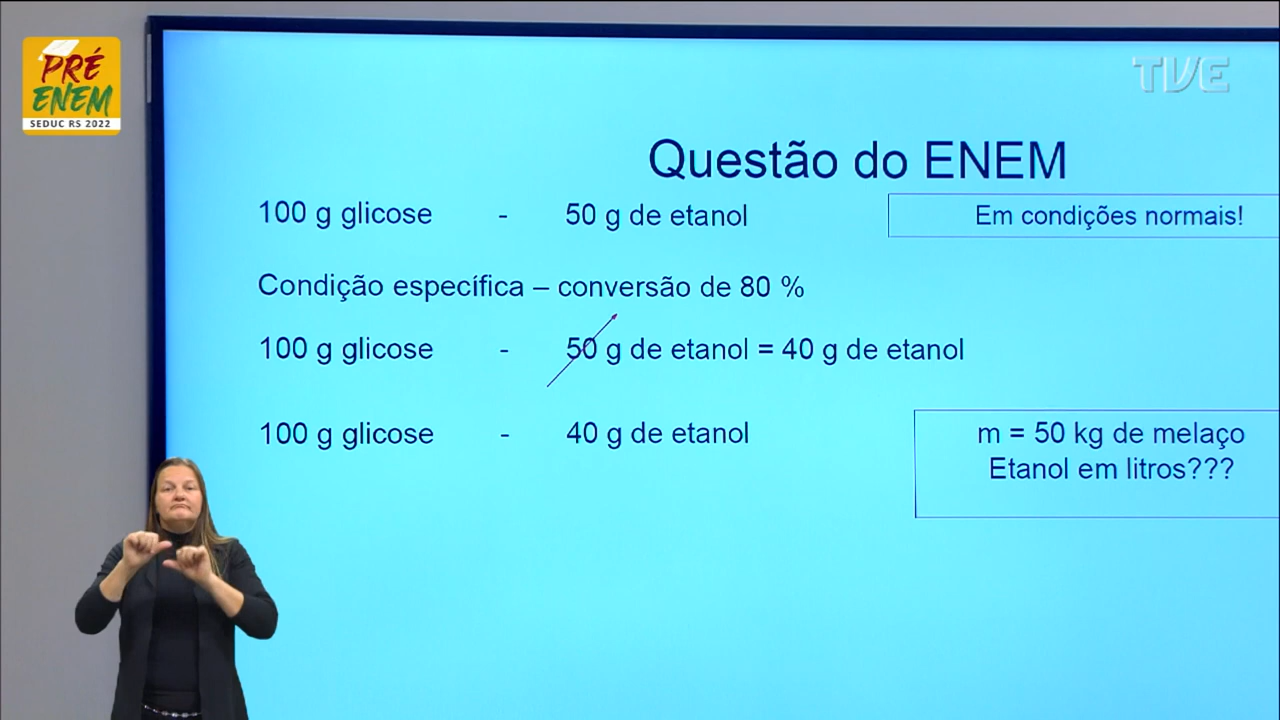 PRÉ
ENEM
SEDUC RS 2022
TVE
Questão do ENEM
100 g glicose - 50 g de etanol
Em condições normais!
Condição específica – conversão de 80 %
100 g glicose - 50 g de etanol = 40 g de etanol
100 g glicose - 40 g de etanol
m = 50 kg de melaço
Etanol em litros???